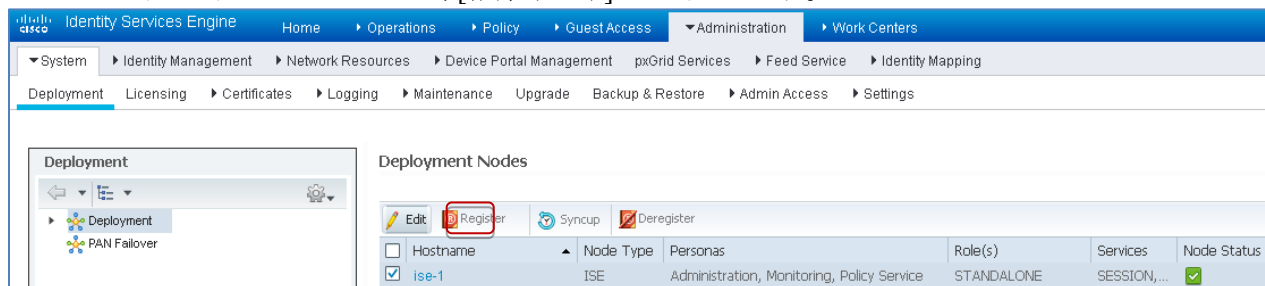 cisco Identity Services Engine Home Operations Policy Guest Access Administration Work Centers
System Identity Management Network Resources Device Portal Management pxGrid Services Feed Service Identity Mapping
Deployment Licensing Certificates Logging Maintenance Upgrade Backup & Restore Admin Access Settings
Deployment
Deployment
PAN Failover
Deployment Nodes
Edit Register Syncup Deregister
Hostname Node Type Personas Role(s) Services Node Status
ise-1 ISE Administration, Monitoring, Policy Service STANDALONE SESSION,...